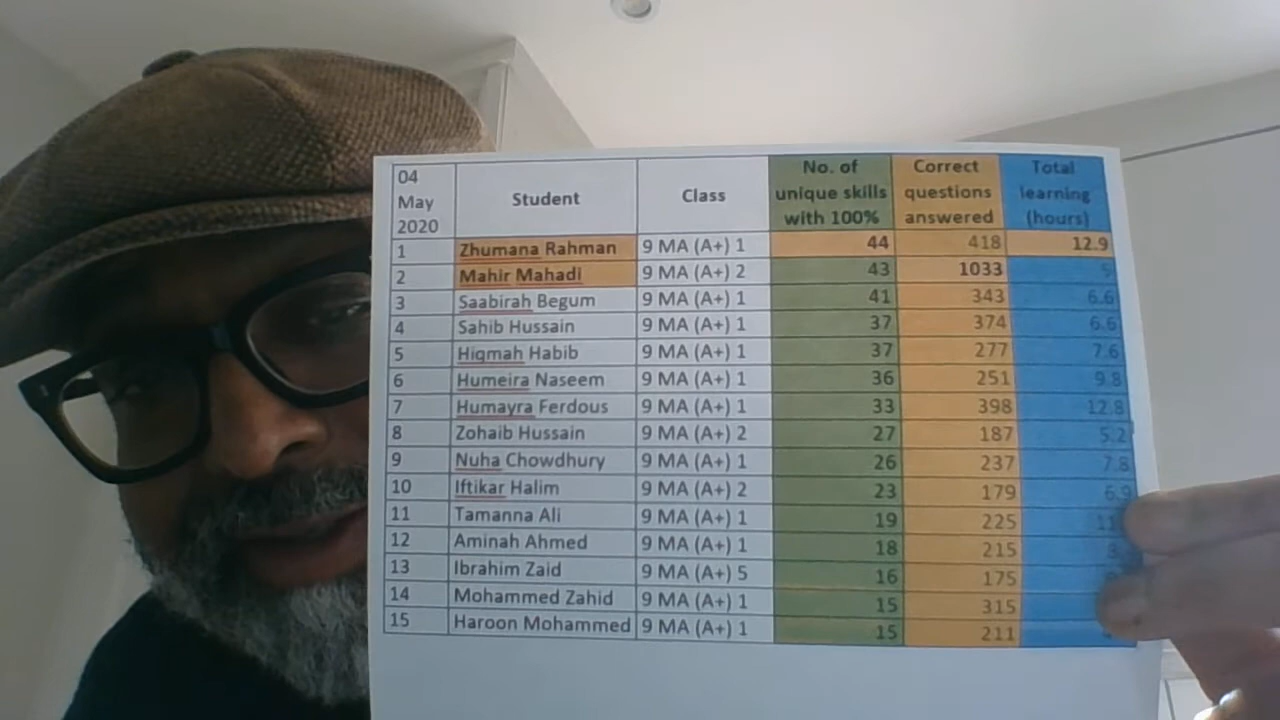 04 May 2020 Student Class No. of unique skills with 100% Correct questions answered Total learning (hours)
1 Zhumana Rahman 9 MA (A+) 1 44 418 12.9
2 Mahir Mahadi 9 MA (A+) 2 43 1033 5
3 Saabirah Begum 9 MA (A+) 1 41 343 6.6
4 Sahib Hussain 9 MA (A+) 1 37 374 6.6
5 Hiqmah Habib 9 MA (A+) 1 37 277 7.6
6 Humeira Naseem 9 MA (A+) 1 36 251 9.8
7 Humayra Ferdous 9 MA (A+) 1 33 398 12.8
8 Zohaib Hussain 9 MA (A+) 2 27 187 5.2
9 Nuha Chowdhury 9 MA (A+) 1 26 237 7.8
10 Iftikar Halim 9 MA (A+) 2 23 179 6.9
11 Tamanna Ali 9 MA (A+) 1 19 225
12 Aminah Ahmed 9 MA (A+) 1 18 215
13 Ibrahim Zaid 9 MA (A+) 5 16 175
14 Mohammed Zahid 9 MA (A+) 1 15 315
15 Haroon Mohammed 9 MA (A+) 1 15 211